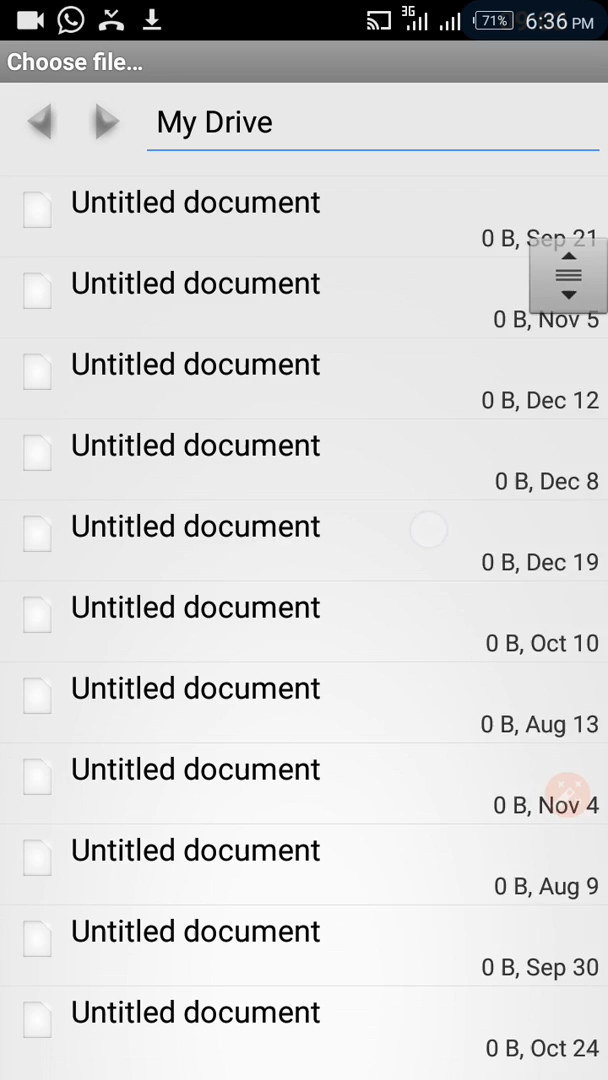 3G 71% 6:36 PM
Choose file...
My Drive
Untitled document
0 B, Sep 21
Untitled document
0 B, Nov 5
Untitled document
0 B, Dec 12
Untitled document
0 B, Dec 8
Untitled document
0 B, Dec 19
Untitled document
0 B, Oct 10
Untitled document
0 B, Aug 13
Untitled document
0 B, Nov 4
Untitled document
0 B, Aug 9
Untitled document
0 B, Sep 30
Untitled document
0 B, Oct 24